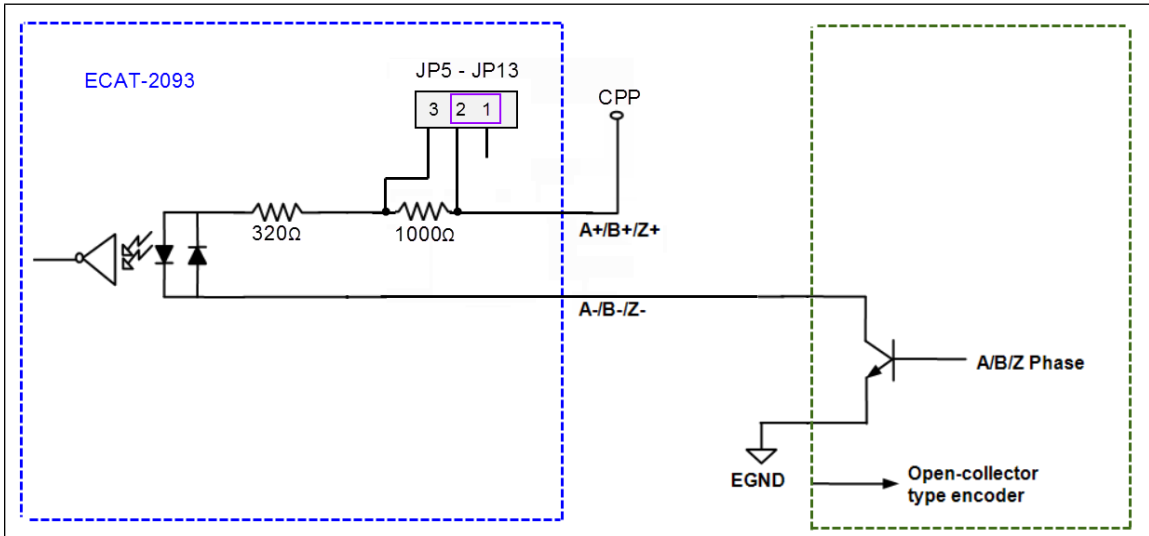 JP5 - JP13
ECAT-2093
3 2 1
CPP
320Ω
1000Ω
A+/B+/Z+
A-/B-/Z-
A/B/Z Phase
EGND
Open-collector
type encoder